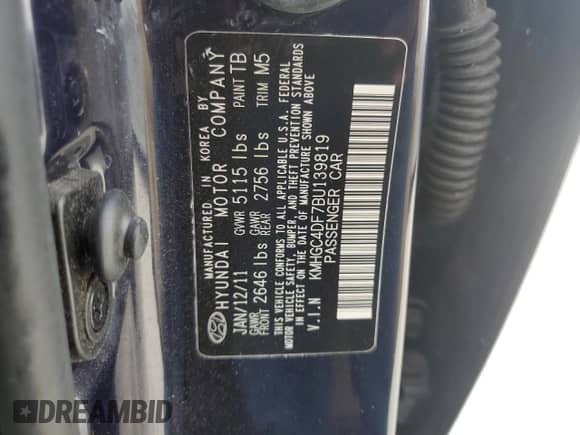 MANUFACTURED IN KOREA BY
HYUNDAI MOTOR COMPANY
JAN/12/11 GVWR 5115 lbs PAINT TB
GAWR FRONT 2646 lbs GAWR REAR 2756 lbs TRIM M5
THIS VEHICLE CONFORMS TO ALL APPLICABLE U.S.A. FEDERAL
MOTOR VEHICLE SAFETY, BUMPER, AND THEFT PREVENTION STANDARDS
IN EFFECT ON THE DATE OF MANUFACTURE SHOWN ABOVE
V.I.N KMHGC4DF7BU139819
PASSENGER CAR
DREAMBID